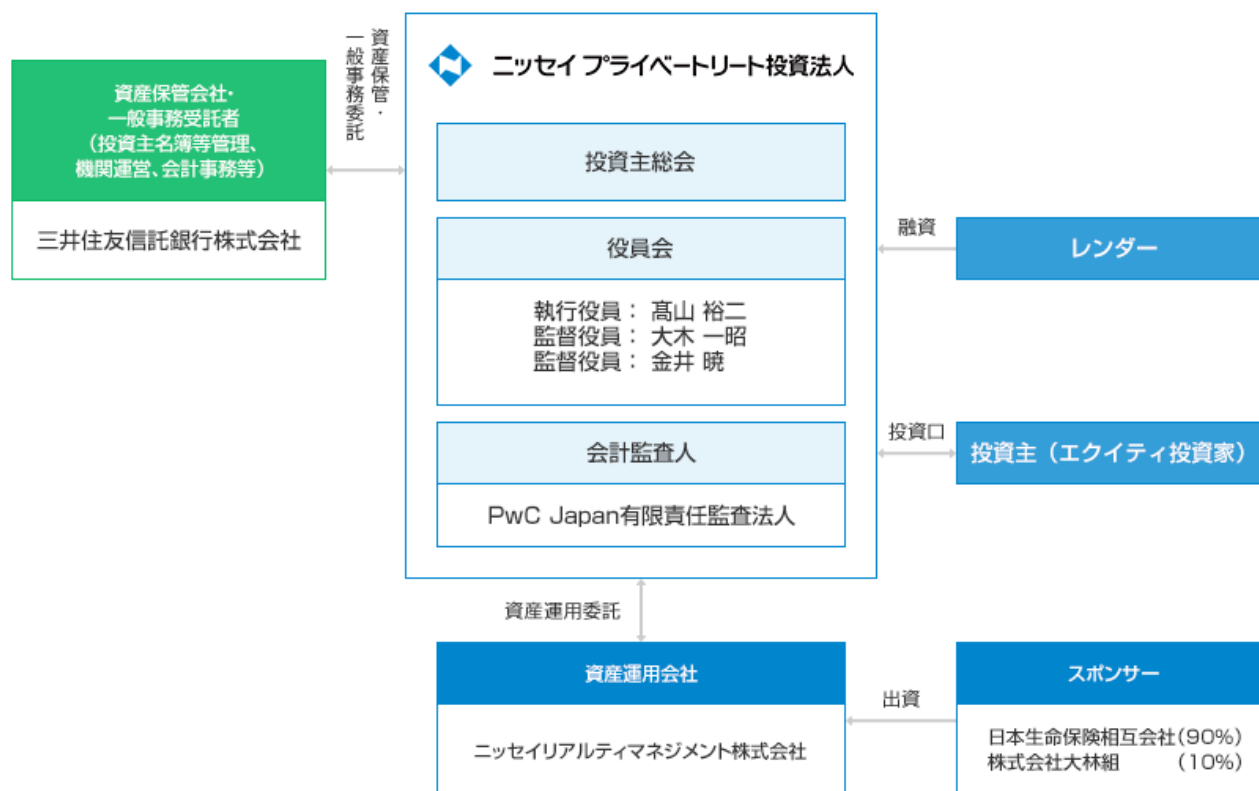 資産保管会社・
一般事務受託者
（投資主名簿等管理、
機関運営、会計事務等）
三井住友信託銀行株式会社
資産保管・
一般事務委託
ニッセイ プライベートリート投資法人
投資主総会
役員会
執行役員： 髙山 裕二
監督役員： 大木 一昭
監督役員： 金井 暁
会計監査人
PwC Japan有限責任監査法人
融資
レンダー
投資口
投資主（エクイティ投資家）
資産運用委託
資産運用会社
ニッセイリアルティマネジメント株式会社
出資
スポンサー
日本生命保険相互会社（90%）
株式会社大林組 （10%）